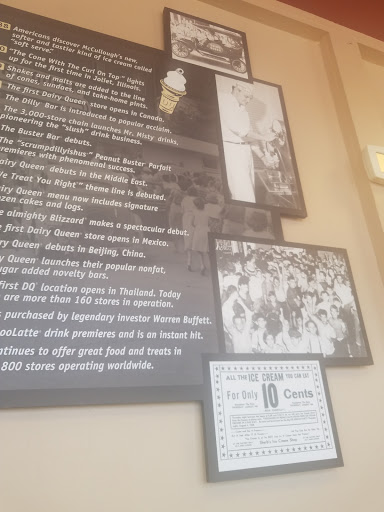 38 Americans discover McCullough's new,
softer and tastier kind of ice cream called
"soft serve."
0 "The Cone With The Curl On Top" lights
up for the first time in Joliet, Illinois.
Shakes and malts are added to the line
of cones, sundaes, and take-home pints.
The first Dairy Queen store opens in Canada.
The Dilly Bar is introduced to popular acclaim.
The 3,000-store chain launches Mr. Misty drinks,
pioneering the "slush" drink business.
The Buster Bar debuts.
The "scrumpdillyishus" Peanut Buster Parfait
premieres with phenomenal success.
airy Queen debuts in the Middle East.
We Treat You Right" theme line is debuted.
airy Queen menu now includes signature
ozen cakes and logs.
e almighty Blizzard makes a spectacular debut.
e first Dairy Queen store opens in Mexico.
iry Queen debuts in Beijing, China.
y Queen launches their popular nonfat,
ugar added novelty bars.
first DQ location opens in Thailand. Today
are more than 160 stores in operation.
s purchased by legendary investor Warren Buffett.
ooLatte drink premieres and is an instant hit.
ntinues to offer great food and treats in
800 stores operating worldwide.
ALL THE ICE CREAM YOU CAN EAT
For Only 10 Cents